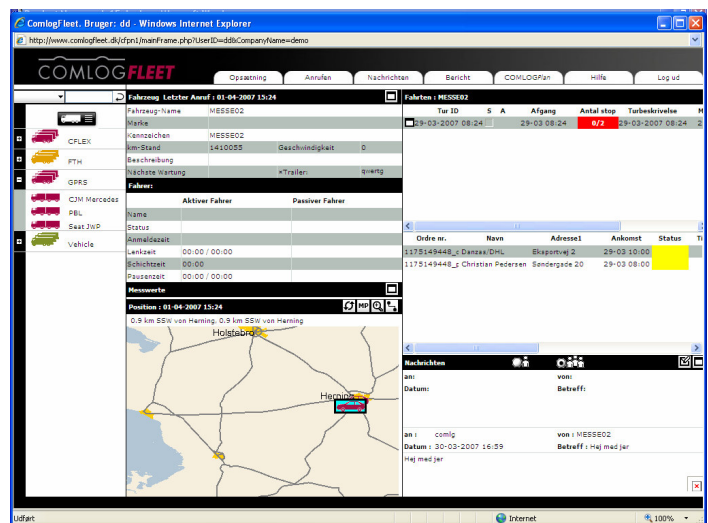 ComlogFleet. Bruger: dd - Windows Internet Explorer
http://www.comlogfleet.dk/cfpn1/mainFrame.php?UserID=dd&CompanyName=demo
COMLOGFLEET
Opsætning Anrufen Nachrichten Bericht COMLOGPlan Hilfe Log ud
CFLEX
FTH
GPRS
CJM Mercedes
PBL
Seat JWP
Vehicle
Fahrzeug Letzter Anruf : 01-04-2007 15:24
Fahrzeug-Name MESSE02
Marke
Kennzeichen MESSE02
km-Stand 1410055 Geschwindigkeit 0
Beschreibung
Nächste Wartung *Trailer: qwertg
Fahrer:
Aktiver Fahrer Passiver Fahrer
Name
Status
Anmeldezeit
Lenkzeit 00:00 / 00:00
Schichtzeit 00:00
Pausenzeit 00:00 / 00:00
Messwerte
Position : 01-04-2007 15:24 MP
0.9 km SSW von Herning, 0.9 km SSW von Herning
Holstebro
Herning
Fahrten : MESSE02
Tur ID S A Afgang Antal stop Turbeskrivelse M
29-03-2007 08:24 29-03 08:24 0/2 29-03-2007 08:24 2
Ordre nr. Navn Adresse1 Ankomst Status Ti
1175149448_c Danzas/DHL Eksportvej 2 29-03 10:00
1175149448_c Christian Pedersen Søndergade 20 29-03 08:00
Nachrichten
an: von:
Datum: Betreff:
an : comlg von : MESSE02
Datum : 30-03-2007 16:59 Betreff : Hej med jer
Hej med jer
Udført Internet 100%